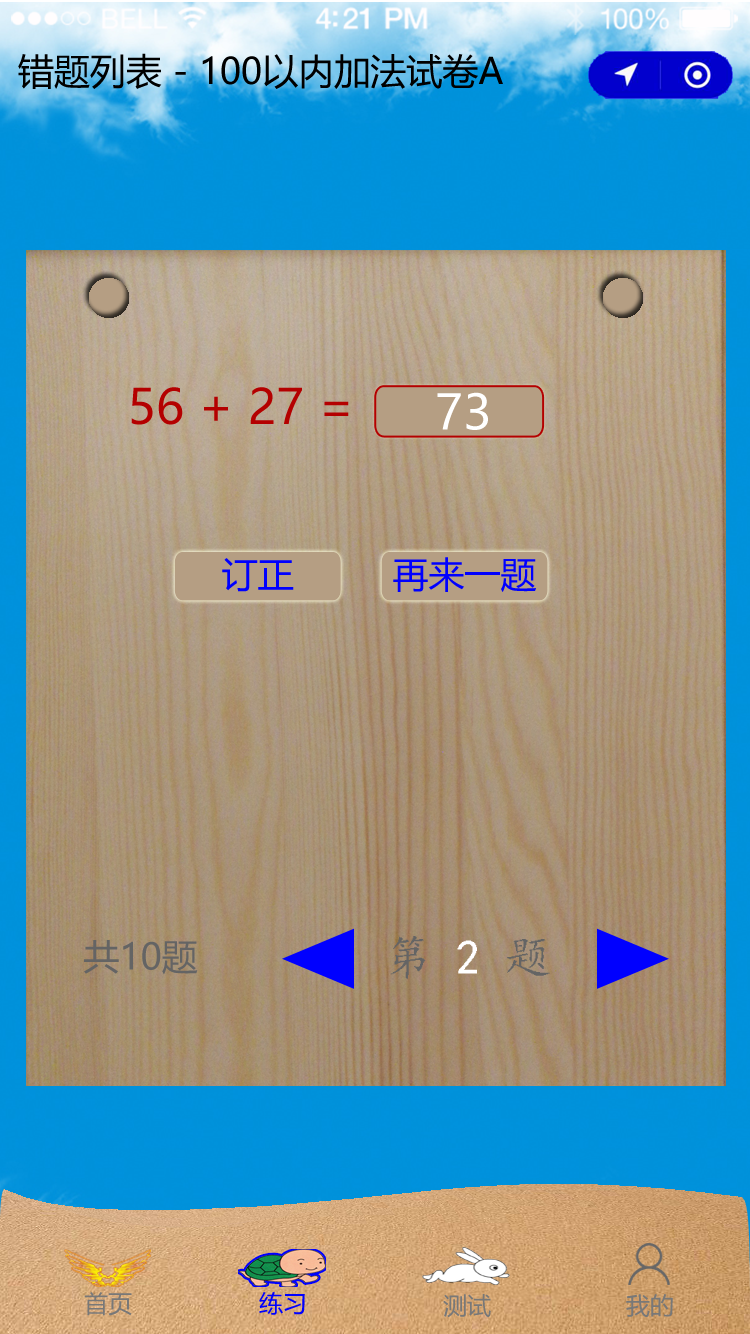 BELL 4:21 PM 100%
错题列表 - 100以内加法试卷A
56 + 27 = 73
订正 再来一题
共10题 第 2 题
首页 练习 测试 我的